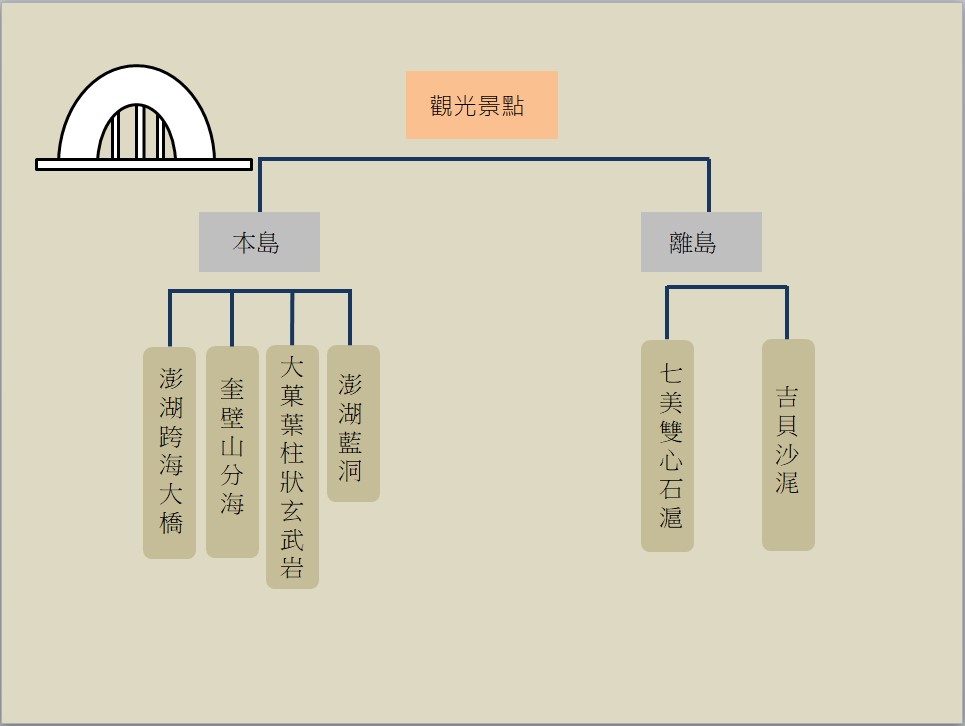 觀光景點
本島
離島
澎湖跨海大橋
奎壁山分海
大菓葉柱狀玄武岩
澎湖藍洞
七美雙心石滬
吉貝沙浘